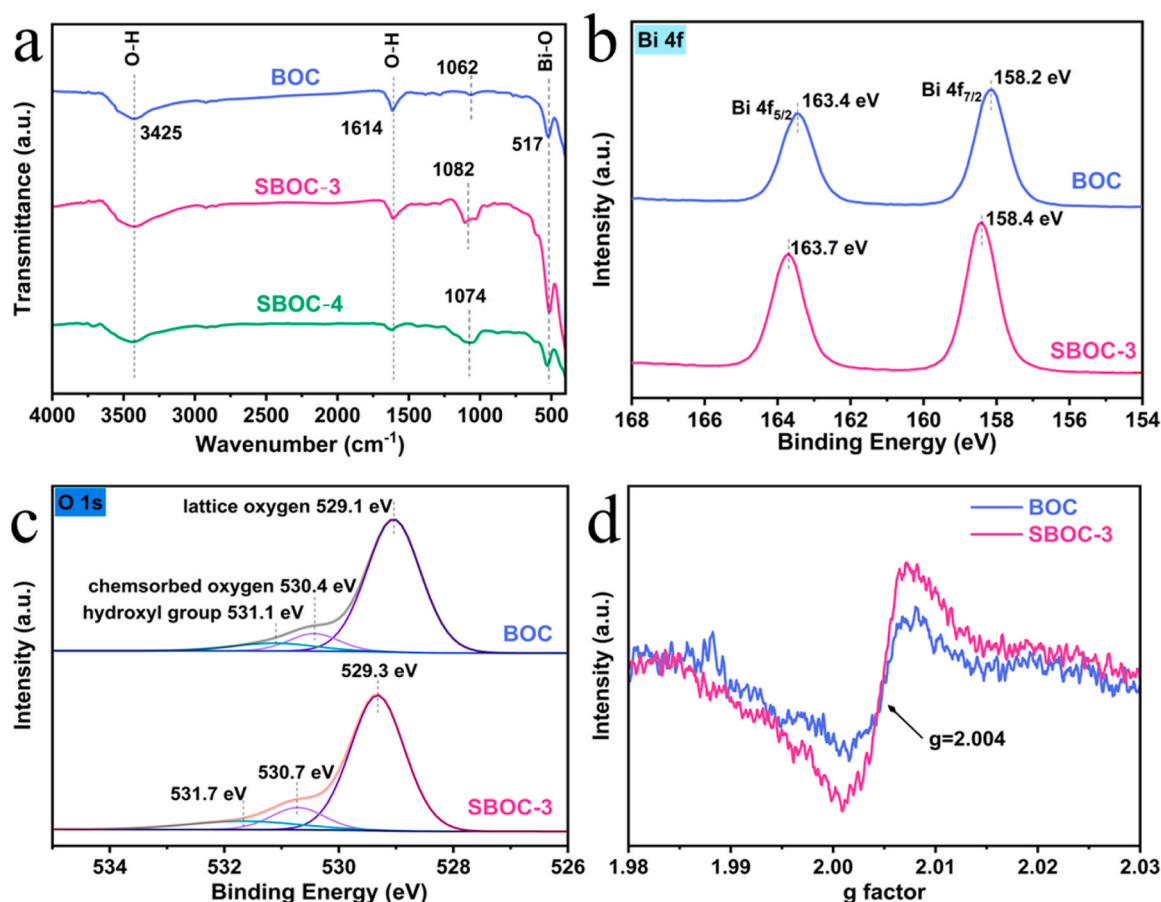 a
O-H
O-H
Bi-O
BOC
1062
3425
1614
517
SBOC-3
1082
SBOC-4
1074
Transmittance (a.u.)
4000 3500 3000 2500 2000 1500 1000 500
Wavenumber (cm⁻¹)
b
Bi 4f
Bi 4f5/2
163.4 eV
Bi 4f7/2
158.2 eV
BOC
163.7 eV
158.4 eV
SBOC-3
Intensity (a.u.)
168 166 164 162 160 158 156 154
Binding Energy (eV)
c
O 1s
lattice oxygen 529.1 eV
chemsorbed oxygen 530.4 eV
hydroxyl group 531.1 eV
BOC
529.3 eV
530.7 eV
531.7 eV
SBOC-3
Intensity (a.u.)
534 532 530 528 526
Binding Energy (eV)
d
BOC
SBOC-3
g=2.004
Intensity (a.u.)
1.98 1.99 2.00 2.01 2.02 2.03
g factor